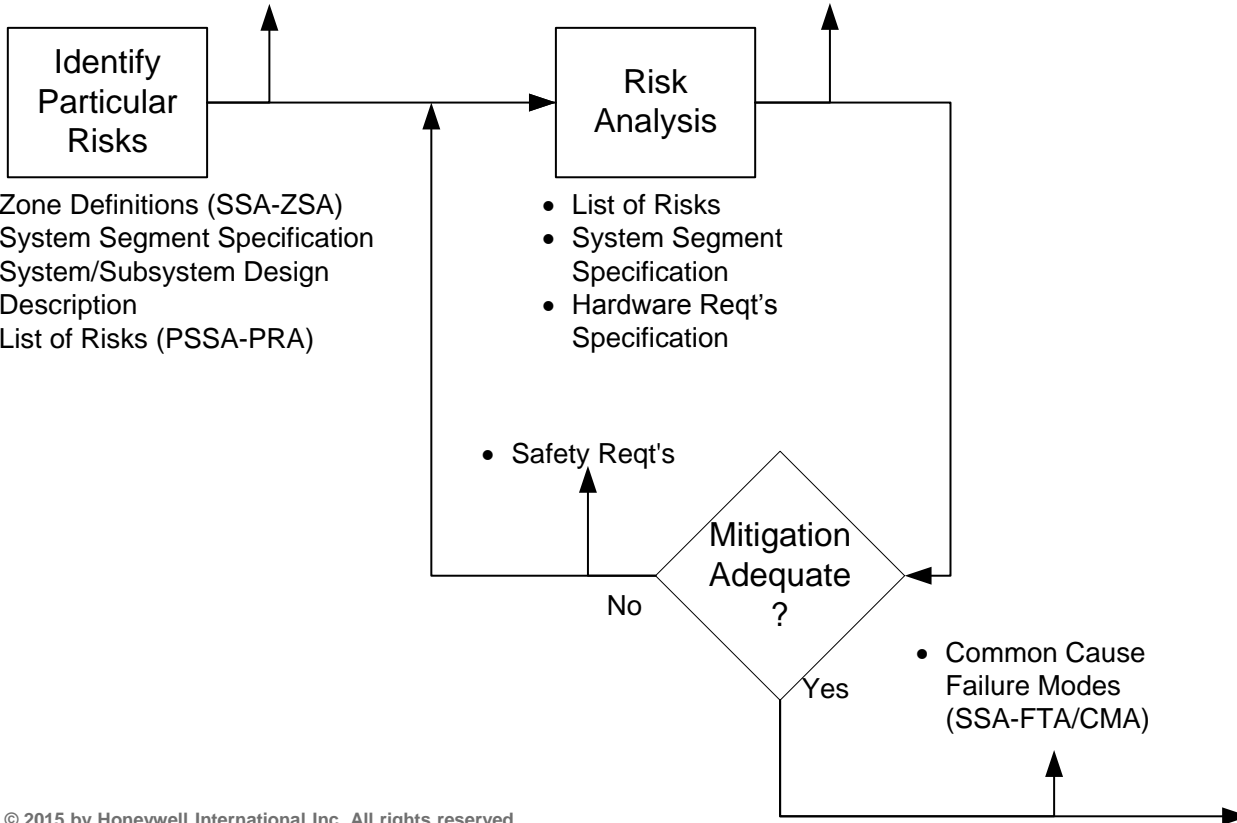 Identify
Particular
Risks
Risk
Analysis
Zone Definitions (SSA-ZSA)
System Segment Specification
System/Subsystem Design
Description
List of Risks (PSSA-PRA)
• List of Risks
• System Segment
Specification
• Hardware Reqt's
Specification
• Safety Reqt's
Mitigation
Adequate
?
No
Yes
• Common Cause
Failure Modes
(SSA-FTA/CMA)
© 2015 by Honeywell International Inc. All rights reserved